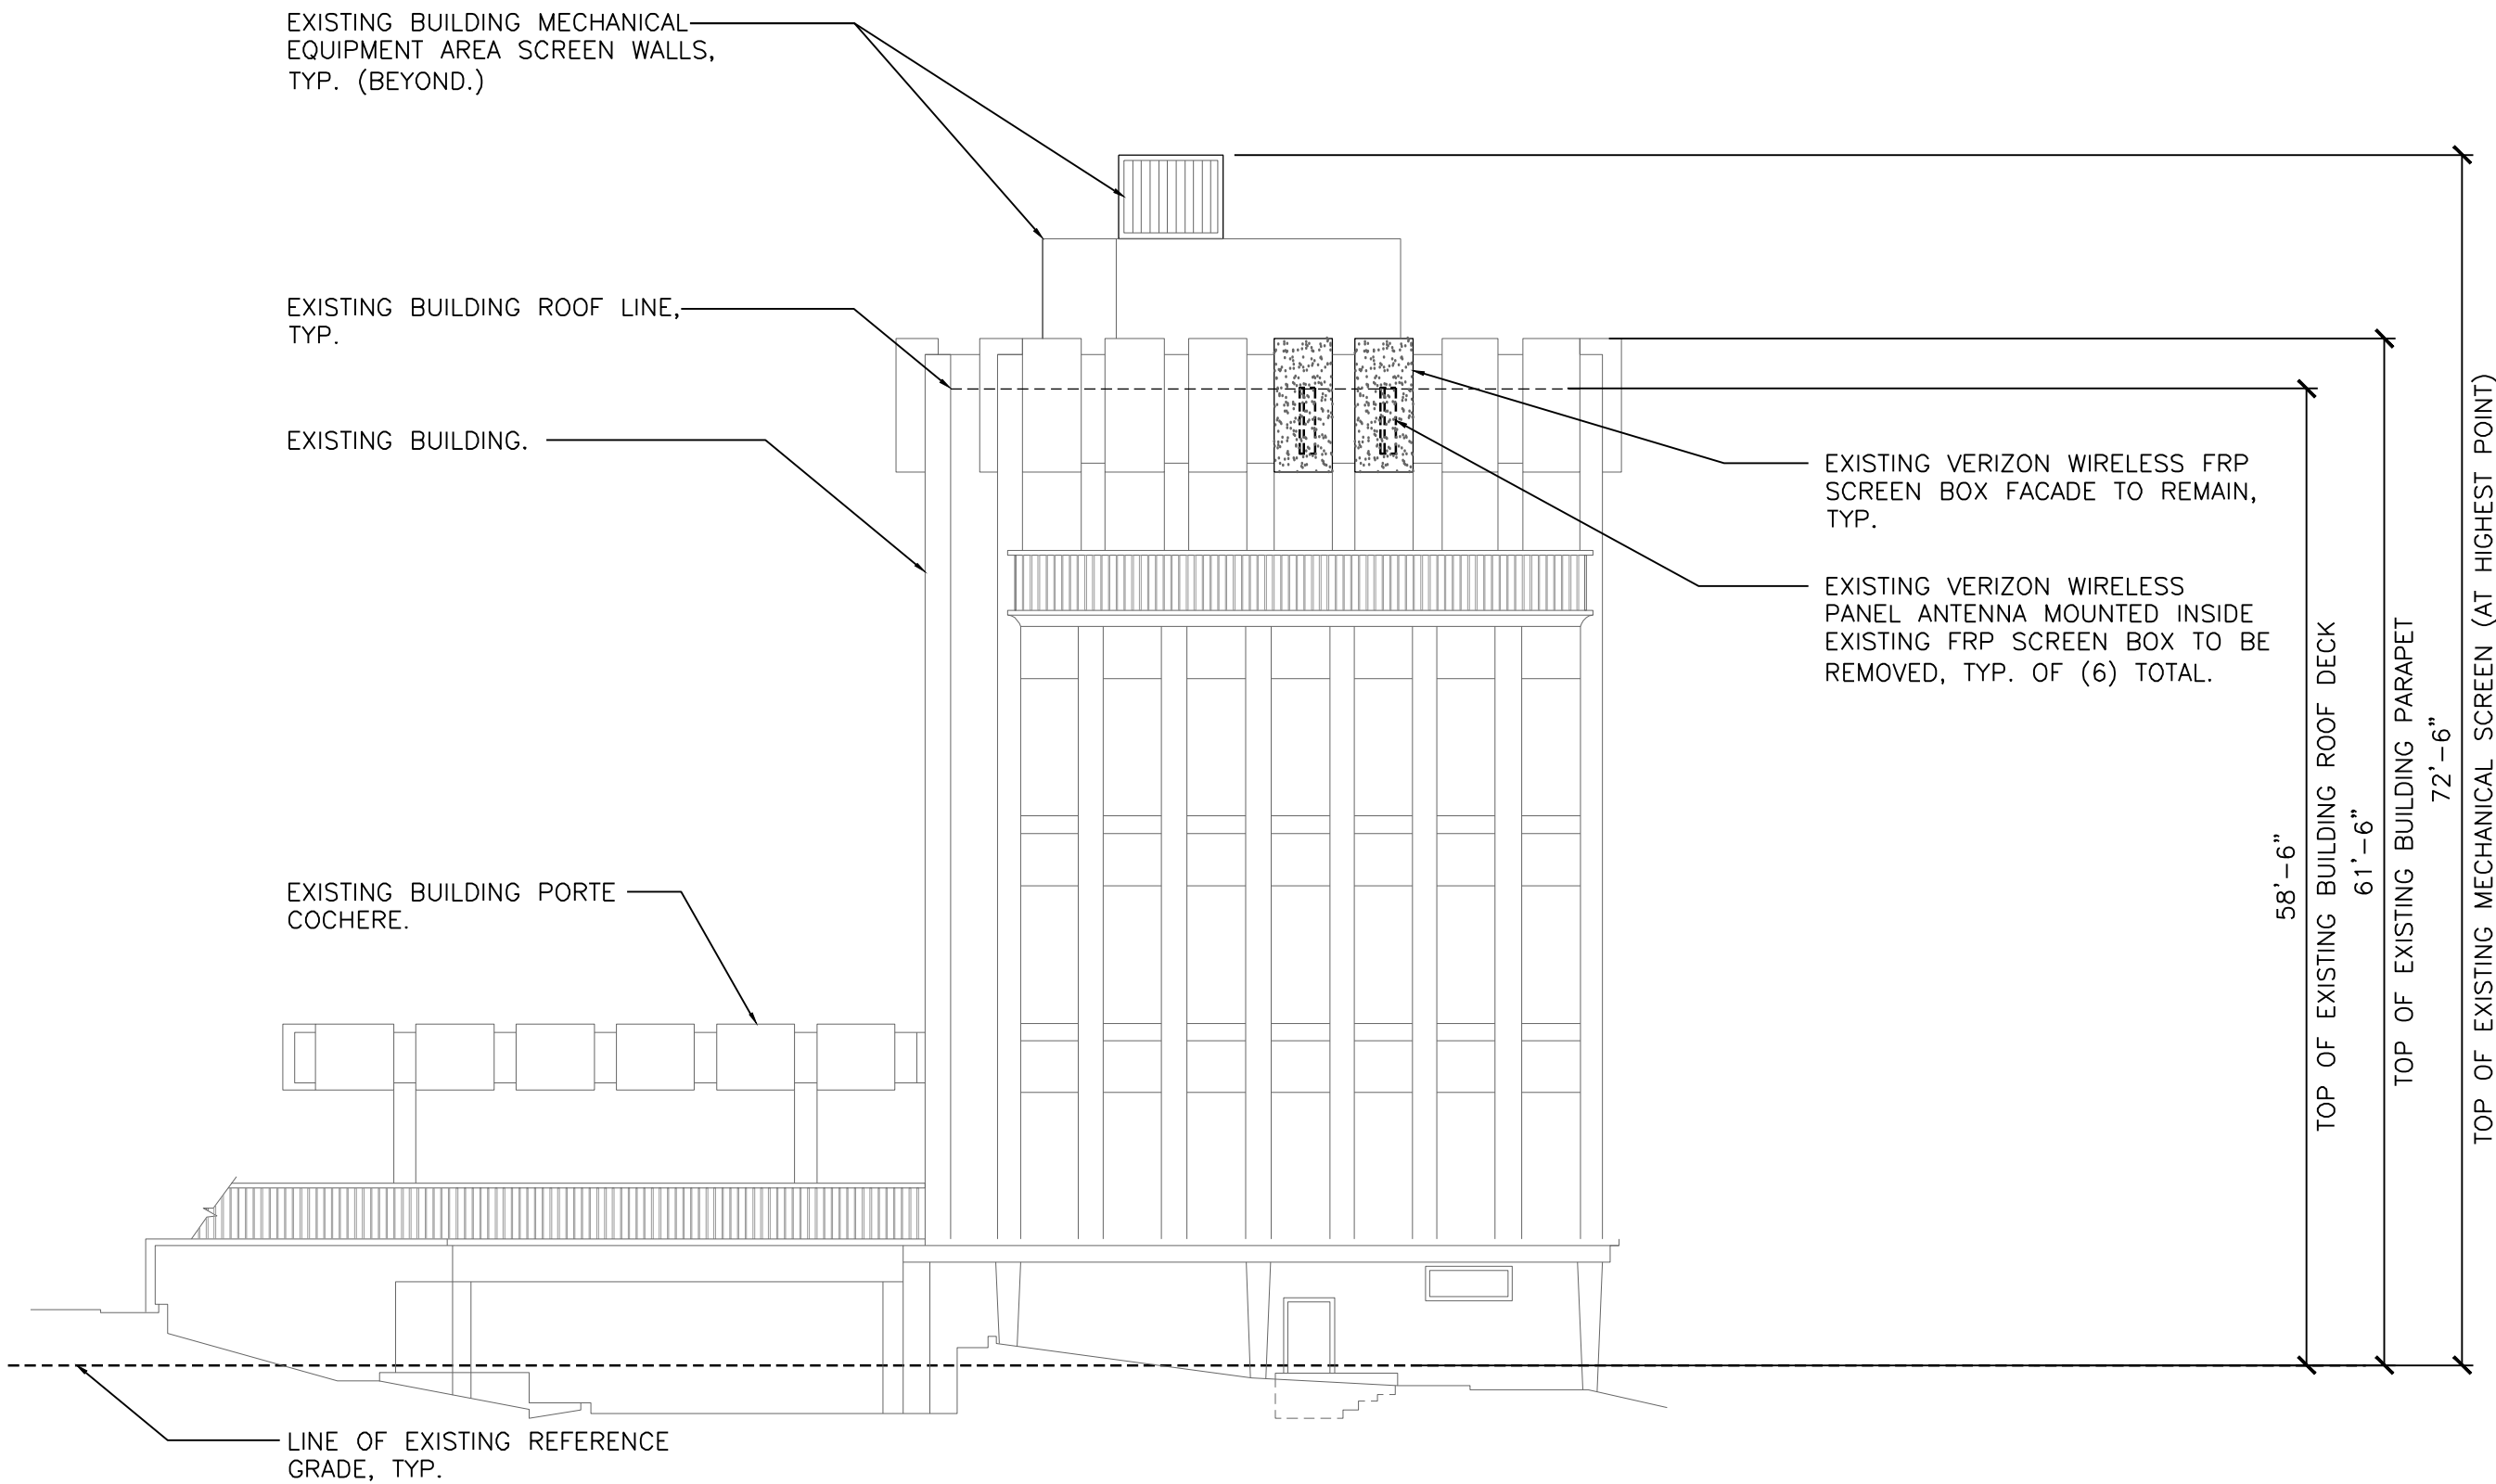 EXISTING BUILDING MECHANICAL
EQUIPMENT AREA SCREEN WALLS,
TYP. (BEYOND.)
EXISTING BUILDING ROOF LINE,
TYP.
EXISTING BUILDING.
EXISTING VERIZON WIRELESS FRP
SCREEN BOX FACADE TO REMAIN,
TYP.
EXISTING VERIZON WIRELESS
PANEL ANTENNA MOUNTED INSIDE
EXISTING FRP SCREEN BOX TO BE
REMOVED, TYP. OF (6) TOTAL.
EXISTING BUILDING PORTE
COCHERE.
LINE OF EXISTING REFERENCE
GRADE, TYP.
58'-6"
TOP OF EXISTING BUILDING ROOF DECK
61'-6"
TOP OF EXISTING BUILDING PARAPET
72'-6"
TOP OF EXISTING MECHANICAL SCREEN (AT HIGHEST POINT)